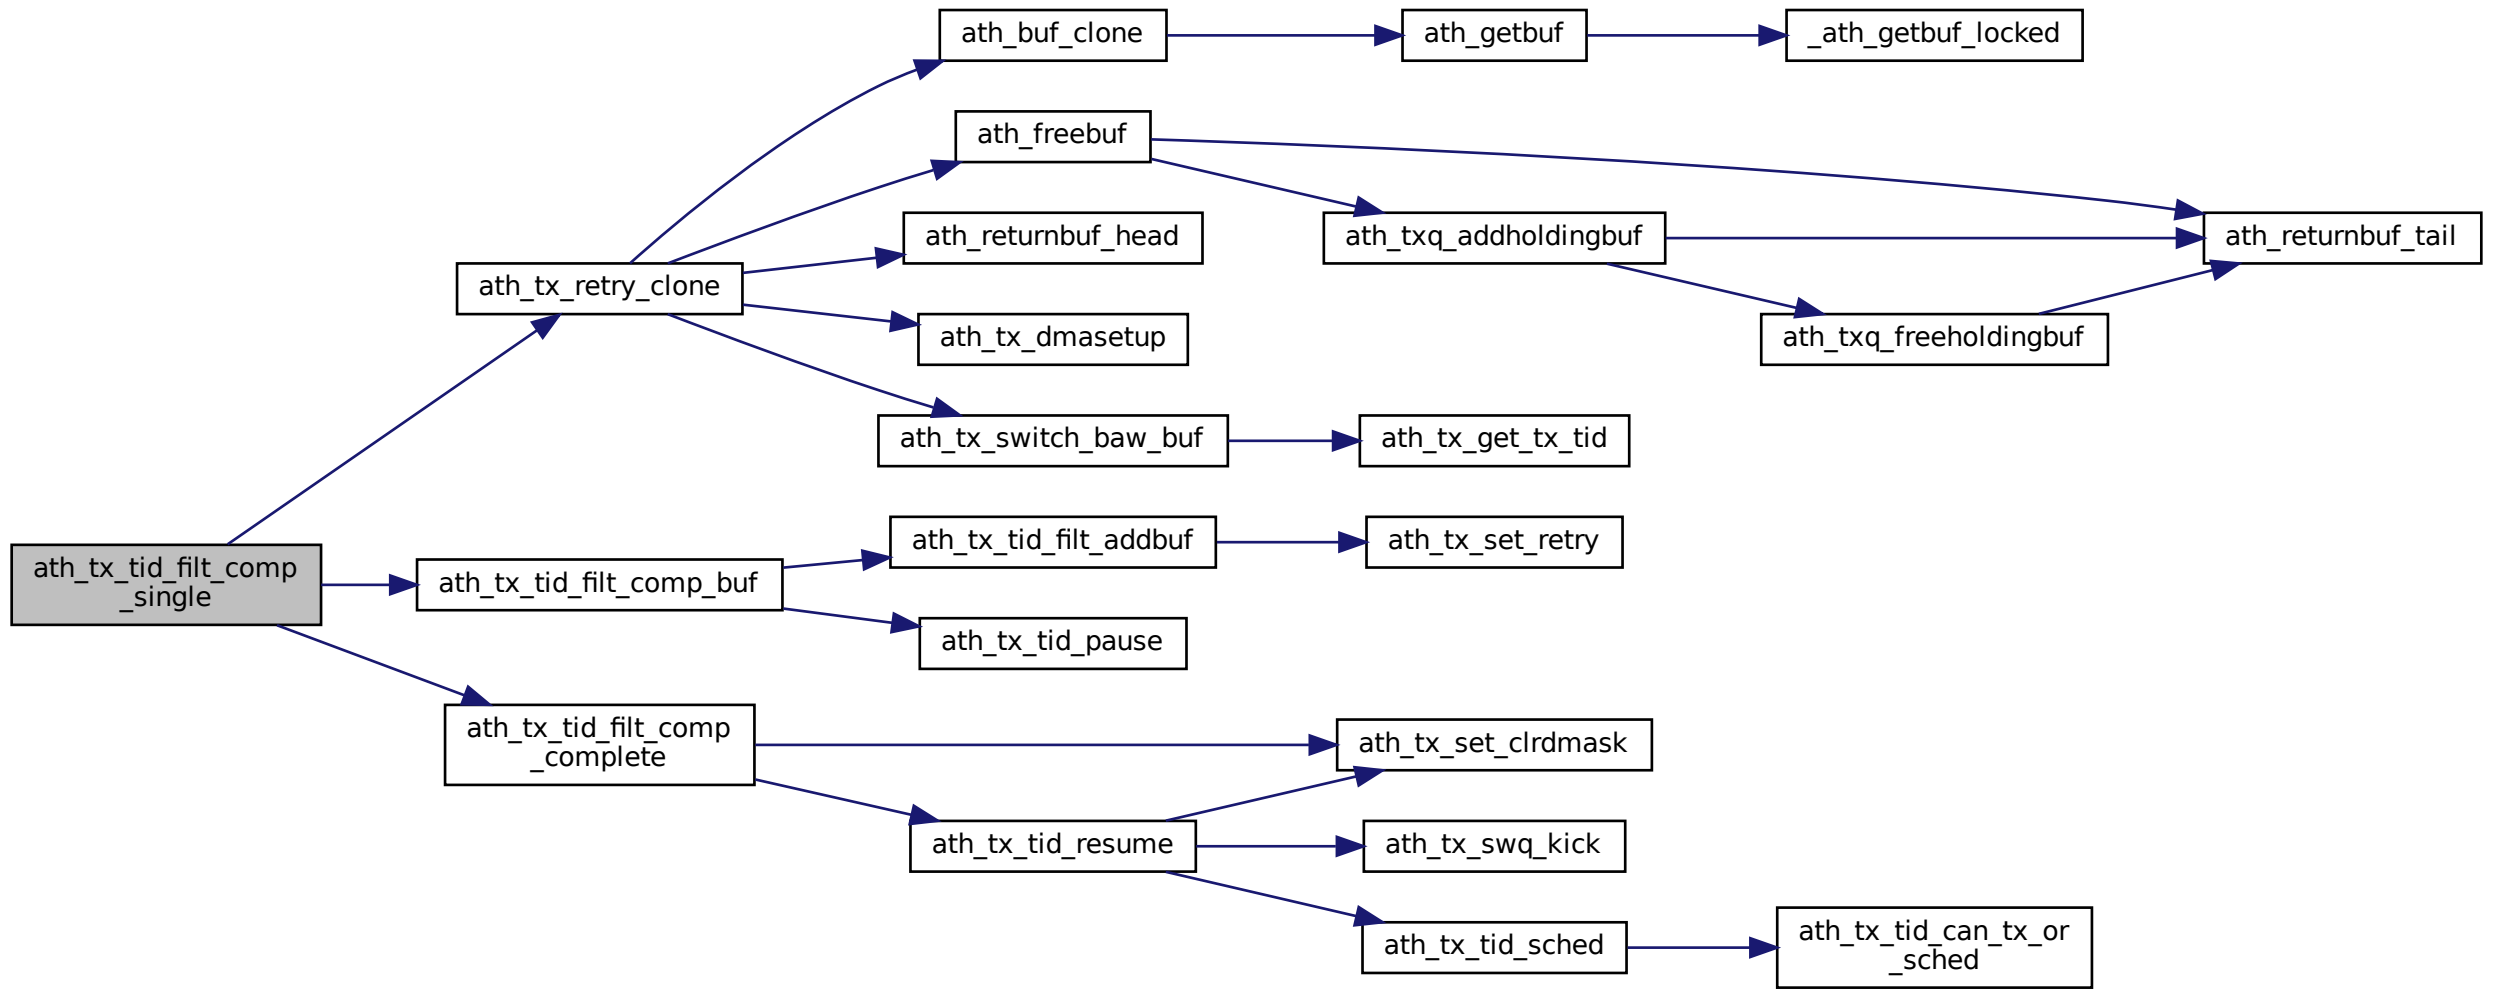 ath_buf_clone
ath_getbuf
_ath_getbuf_locked
ath_freebuf
ath_returnbuf_head
ath_txq_addholdingbuf
ath_returnbuf_tail
ath_tx_retry_clone
ath_tx_dmasetup
ath_txq_freeholdingbuf
ath_tx_switch_baw_buf
ath_tx_get_tx_tid
ath_tx_tid_filt_comp
_single
ath_tx_tid_filt_comp_buf
ath_tx_tid_filt_addbuf
ath_tx_set_retry
ath_tx_tid_pause
ath_tx_tid_filt_comp
_complete
ath_tx_set_clrdmask
ath_tx_tid_resume
ath_tx_swq_kick
ath_tx_tid_sched
ath_tx_tid_can_tx_or
_sched